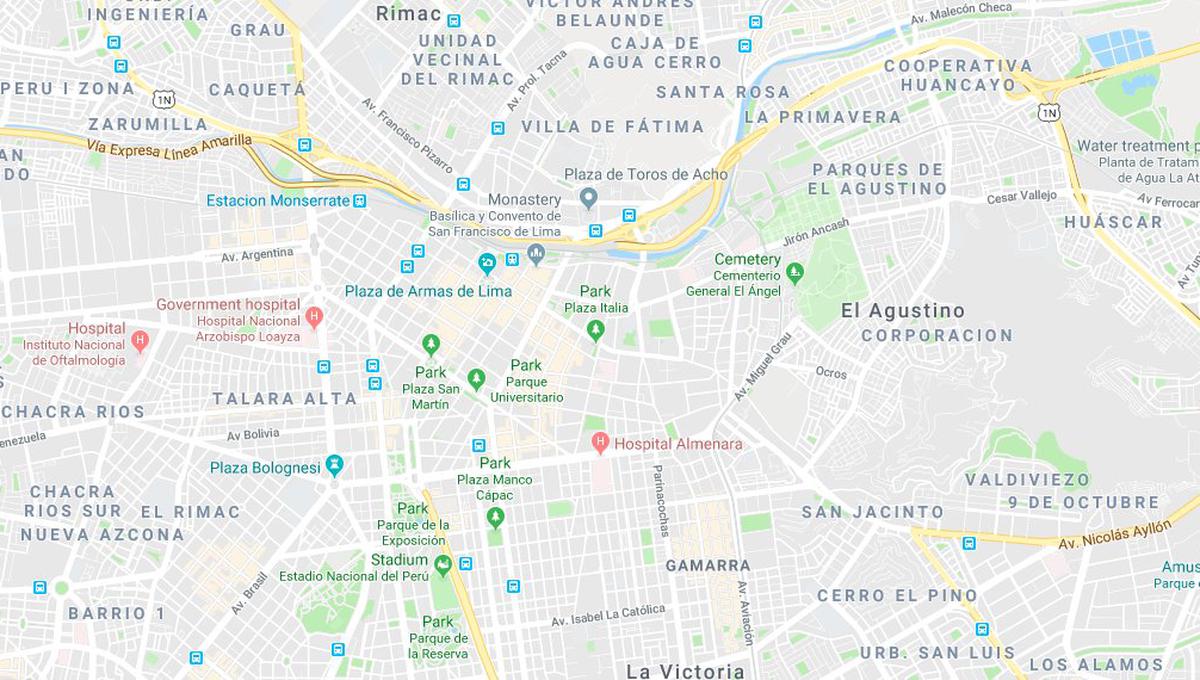 INGENIERÍA
Rimac
VICTOR ANDRES
BELAUNDE
Av. Malecón Checa
GRAU
UNIDAD
VECINAL
DEL RIMAC
CAJA DE
AGUA CERRO
Av. Prol. Tacna
COOPERATIVA
HUANCAYO
PERU I ZONA
CAQUETÁ
SANTA ROSA
1N
Av. Francisco Pizarro
1N
ZARUMILLA
VILLA DE FÁTIMA
LA PRIMAVERA
Vía Expresa Línea Amarilla
Water treatment p
Planta de Tratam
de Agua La At
AN
DO
Plaza de Toros de Acho
PARQUES DE
EL AGUSTINO
Estacion Monserrate
Monastery
Basílica y Convento de
San Francisco de Lima
Cesar Vallejo
Av Ferrocar
HUÁSCAR
Jirón Ancash
Av. Argentina
Cemetery
Cementerio
General El Ángel
Av. Tun
Plaza de Armas de Lima
Park
Plaza Italia
Government hospital
Hospital Nacional
Arzobispo Loayza
El Agustino
CORPORACION
Hospital
Instituto Nacional
de Oftalmología
Av. Miguel Grau
Park
Plaza San
Martín
Park
Parque
Universitario
Ocros
TALARA ALTA
CHACRA RIOS
enezuela
Av Bolivia
Hospital Almenara
Plaza Bolognesi
Park
Plaza Manco
Cápac
Parinacochas
VALDIVIEZO
9 DE OCTUBRE
CHACRA
RIOS SUR
EL RIMAC
SAN JACINTO
Park
Parque de la
Exposición
NUEVA AZCONA
Av. Nicolás Ayllón
Stadium
Estadio Nacional del Perú
GAMARRA
Amus
Parque
Av. Brasil
Av. Aviación
CERRO EL PINO
BARRIO 1
Av. Isabel La Católica
Park
Parque de
la Reserva
URB. SAN LUIS
LOS ALAMOS
La Victoria